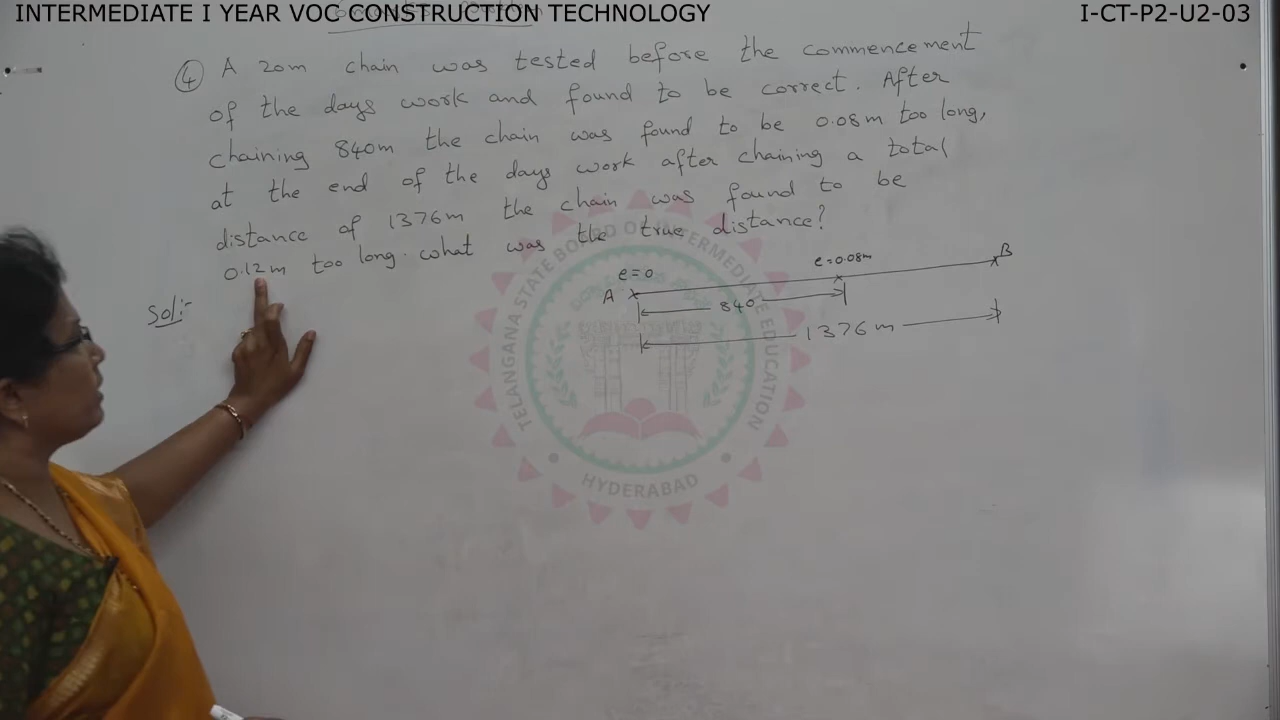 INTERMEDIATE I YEAR VOC CONSTRUCTION TECHNOLOGY
I-CT-P2-U2-03
④ A 20m chain was tested before the commencement
of the days work and found to be correct. After
chaining 840m the chain was found to be 0.08m too long,
at the end of the days work after chaining a total
distance of 1376m the chain was found to be
0.12m too long. what was the true distance?
Sol:-
e=0
e=0.08m
A
B
840
1376m
TELANGANA STATE BOARD OF INTERMEDIATE EDUCATION
HYDERABAD